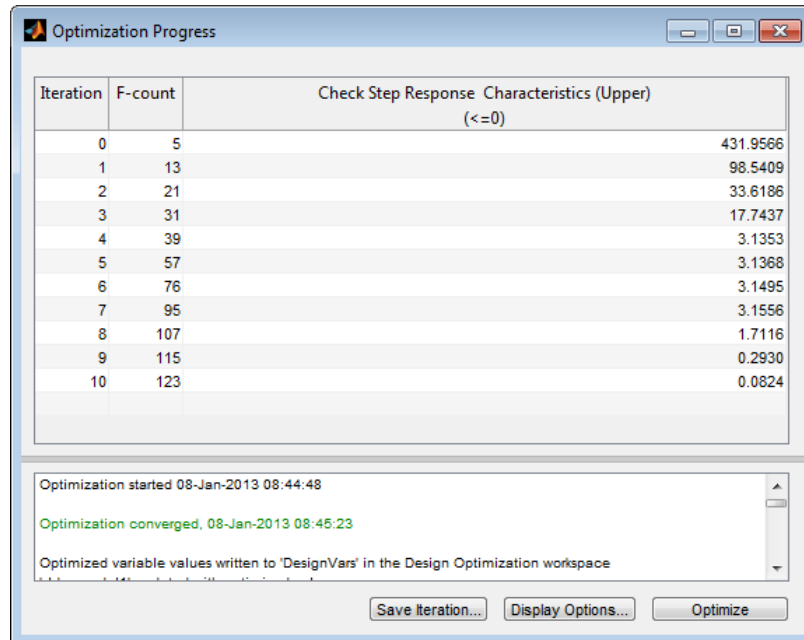 Optimization Progress
Iteration F-count Check Step Response Characteristics (Upper)
(<=0)
0 5 431.9566
1 13 98.5409
2 21 33.6186
3 31 17.7437
4 39 3.1353
5 57 3.1368
6 76 3.1495
7 95 3.1556
8 107 1.7116
9 115 0.2930
10 123 0.0824
Optimization started 08-Jan-2013 08:44:48
Optimization converged, 08-Jan-2013 08:45:23
Optimized variable values written to 'DesignVars' in the Design Optimization workspace
Save Iteration... Display Options... Optimize